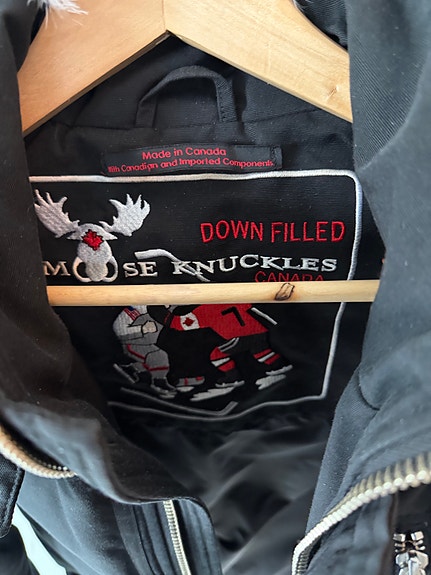 Made in Canada
With Canadian and Imported Components
DOWN FILLED
MOOSE KNUCKLES
CANADA
7